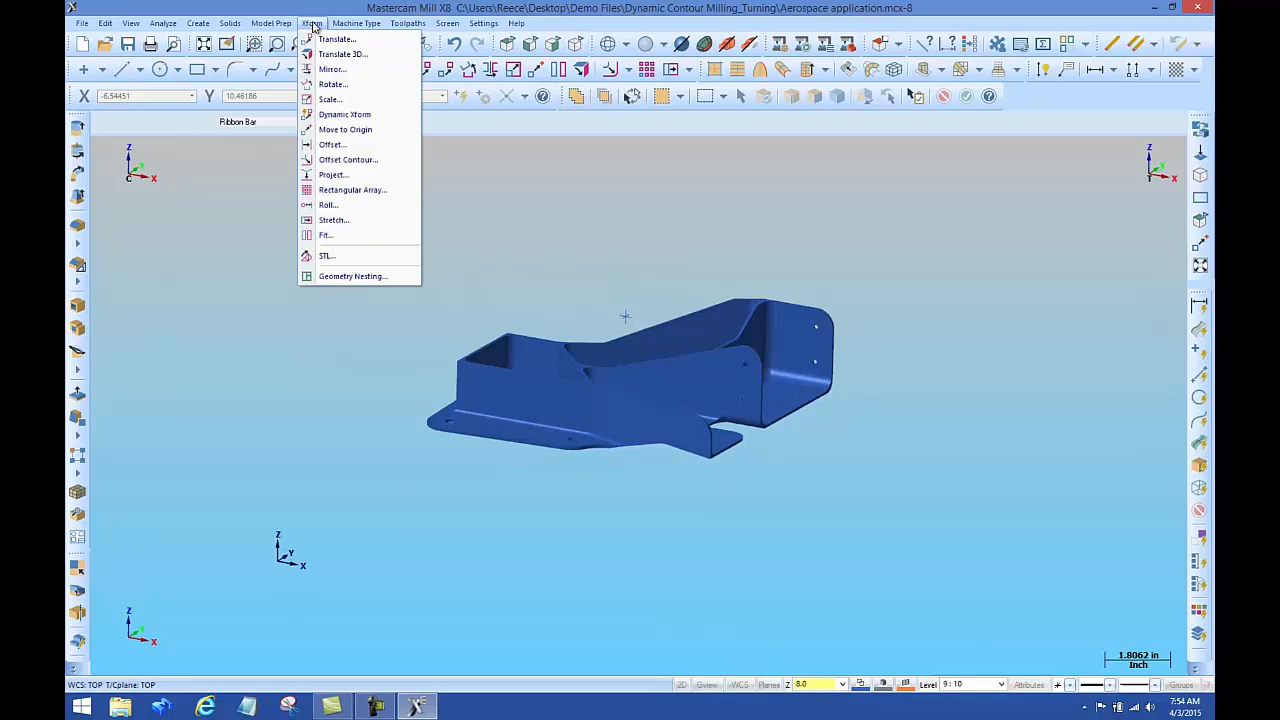 Mastercam Mill X8 C:\Users\Reece\Desktop\Demo Files\Dynamic Contour Milling_Turning\Aerospace application.mcx-8
File Edit View Analyze Create Solids Model Prep Xform Machine Type Toolpaths Screen Settings Help
Translate...
Translate 3D...
Mirror...
Rotate...
Scale...
Dynamic Xform
Move to Origin
Offset...
Offset Contour...
Project...
Rectangular Array...
Roll...
Stretch...
Fit...
STL...
Geometry Nesting...
X -6.54451 Y 10.46186
Ribbon Bar
Z Y X C
Z Y X T
Z Y X
Z Y X
1.8062 in
Inch
WCS: TOP T/Cplane: TOP 2D Gview WCS Planes Z 8.0 Level 9 : 10 Attributes Groups
7:54 AM
4/3/2015